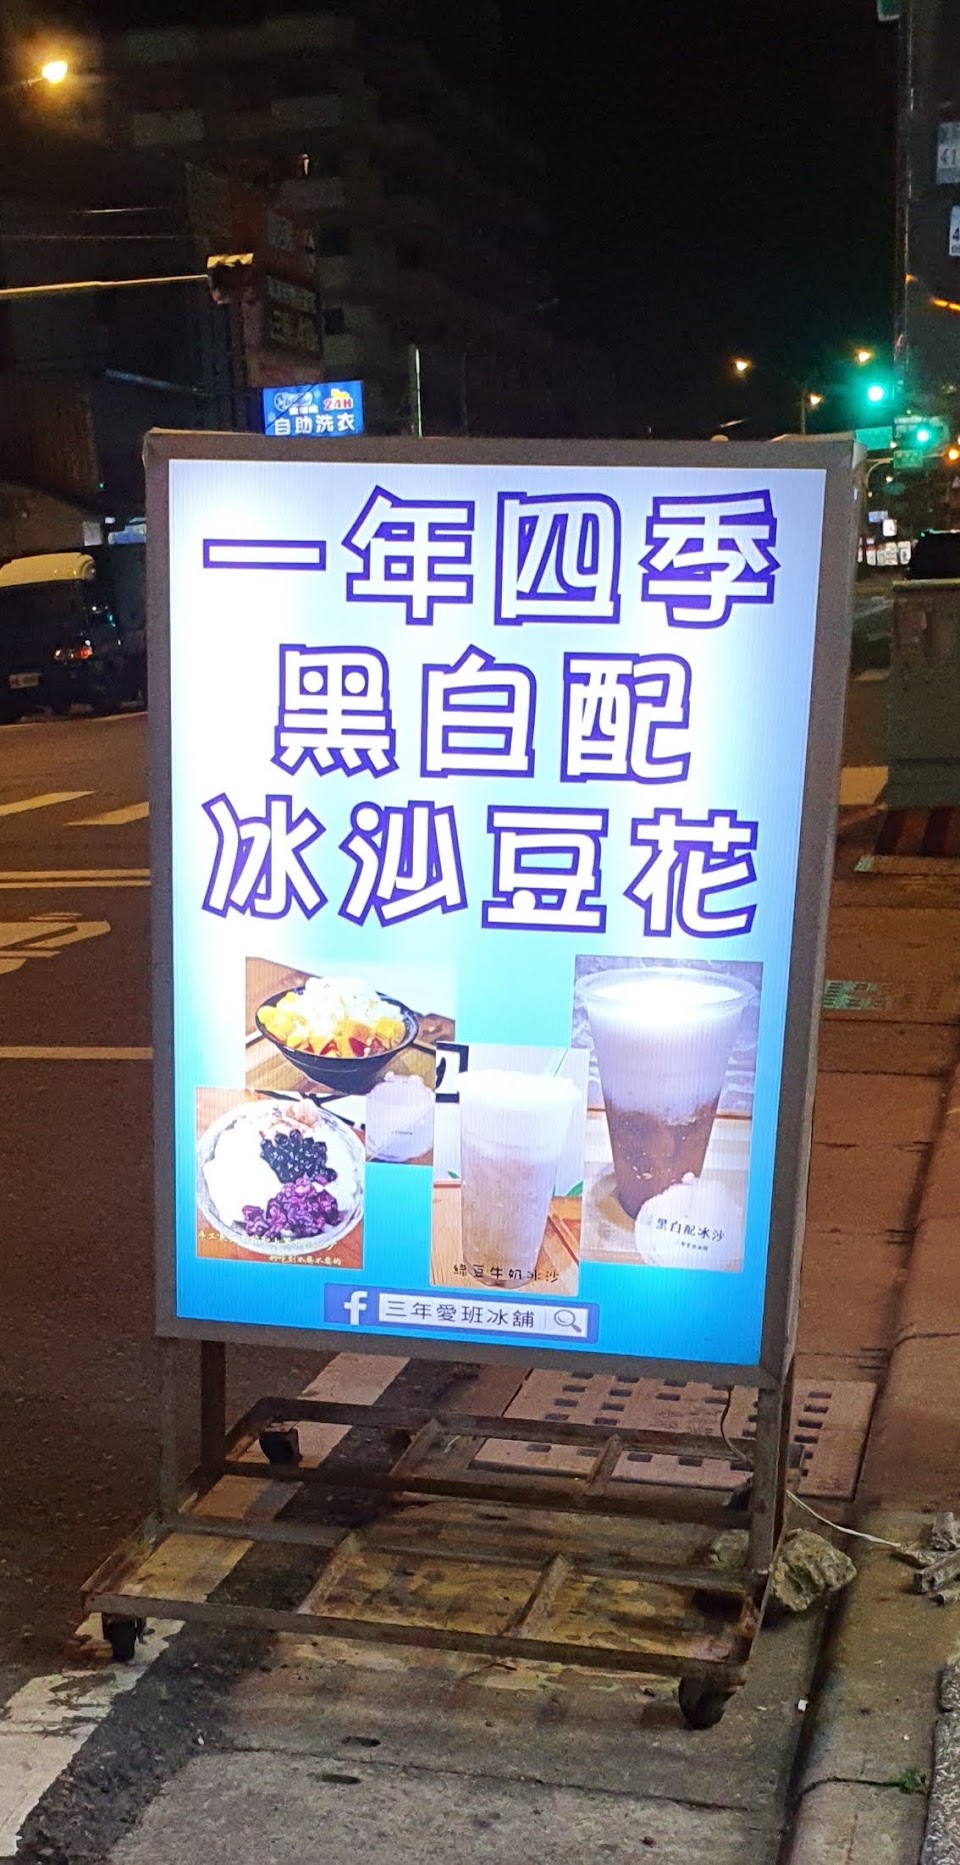 24H
自助洗衣
一年四季
黑白配
冰沙豆花
黑白配冰沙
綠豆牛奶冰沙
f 三年愛班冰舖